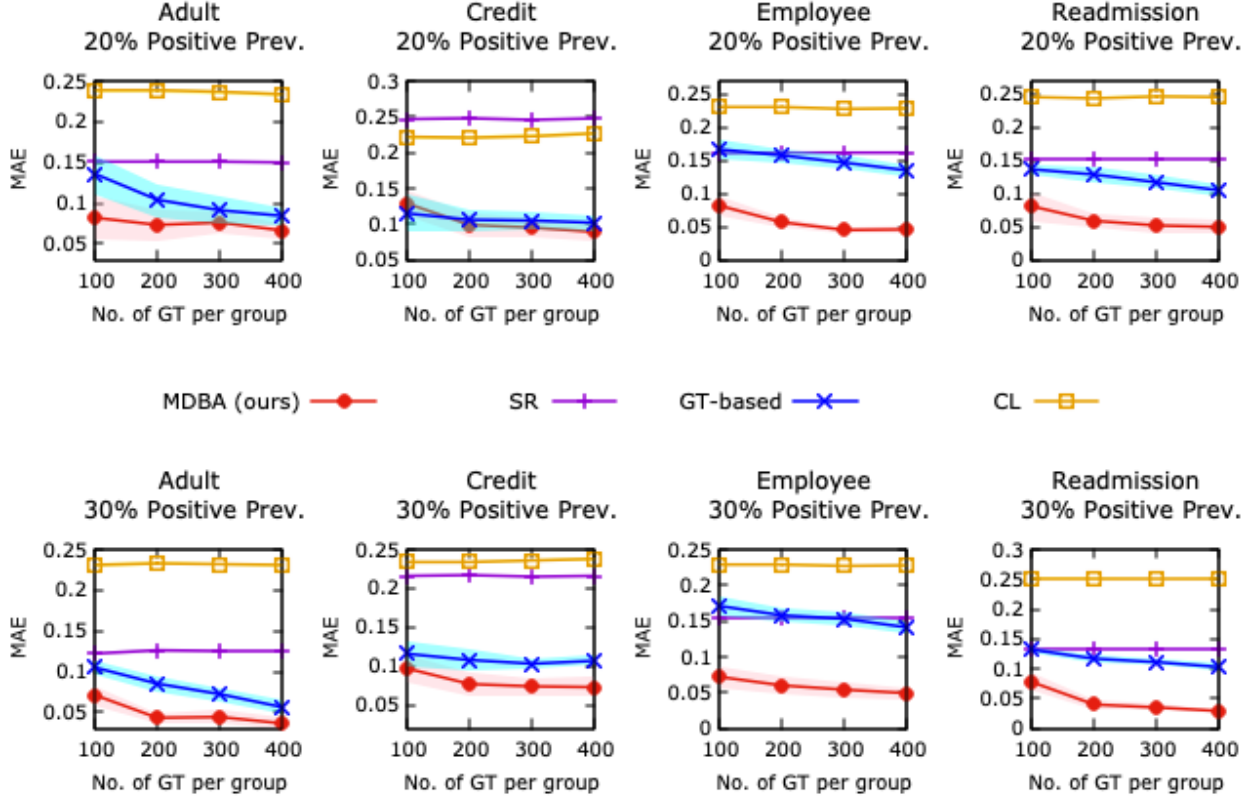 Adult
20% Positive Prev.
Credit
20% Positive Prev.
Employee
20% Positive Prev.
Readmission
20% Positive Prev.
MAE
0.25
0.2
0.15
0.1
0.05
100 200 300 400
No. of GT per group
MAE
0.3
0.25
0.2
0.15
0.1
0.05
100 200 300 400
No. of GT per group
MAE
0.25
0.2
0.15
0.1
0.05
0
100 200 300 400
No. of GT per group
MAE
0.25
0.2
0.15
0.1
0.05
0
100 200 300 400
No. of GT per group
MDBA (ours) SR GT-based CL
Adult
30% Positive Prev.
Credit
30% Positive Prev.
Employee
30% Positive Prev.
Readmission
30% Positive Prev.
MAE
0.25
0.2
0.15
0.1
0.05
100 200 300 400
No. of GT per group
MAE
0.25
0.2
0.15
0.1
0.05
100 200 300 400
No. of GT per group
MAE
0.25
0.2
0.15
0.1
0.05
0
100 200 300 400
No. of GT per group
MAE
0.3
0.25
0.2
0.15
0.1
0.05
0
100 200 300 400
No. of GT per group